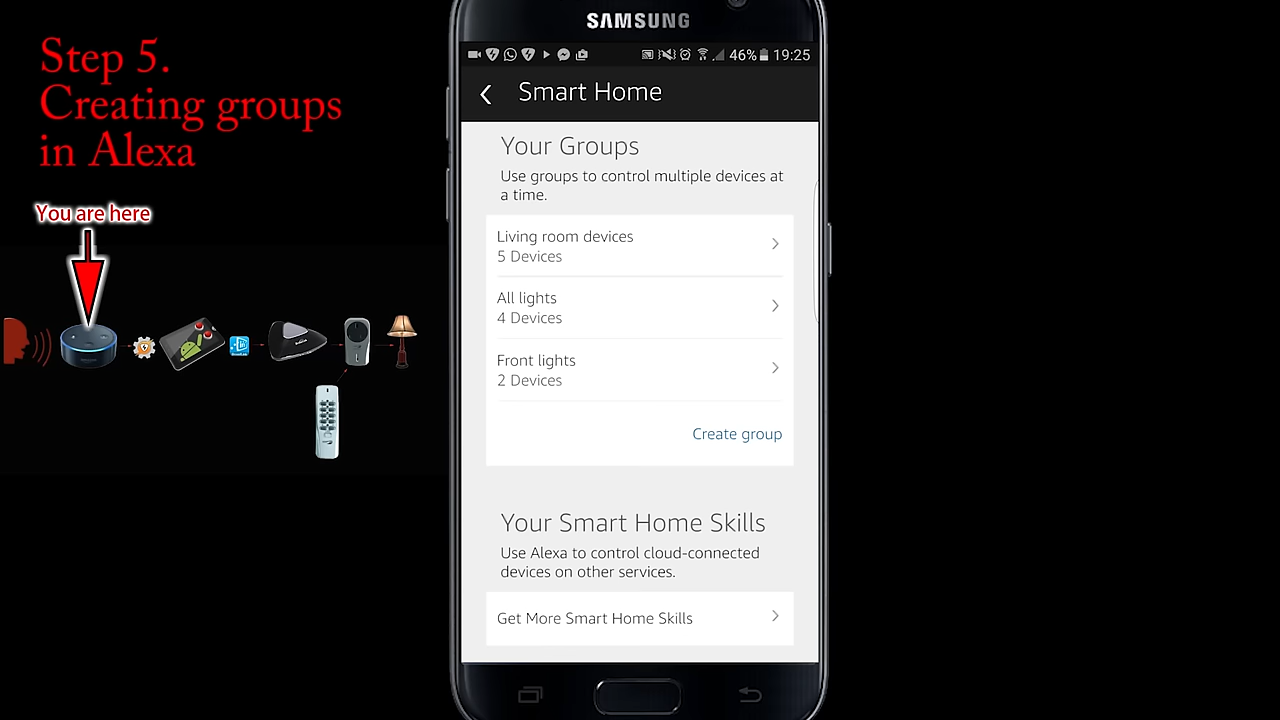 Step 5.
Creating groups
in Alexa
You are here
SAMSUNG
46% 19:25
Smart Home
Your Groups
Use groups to control multiple devices at
a time.
Living room devices
5 Devices
All lights
4 Devices
Front lights
2 Devices
Create group
Your Smart Home Skills
Use Alexa to control cloud-connected
devices on other services.
Get More Smart Home Skills